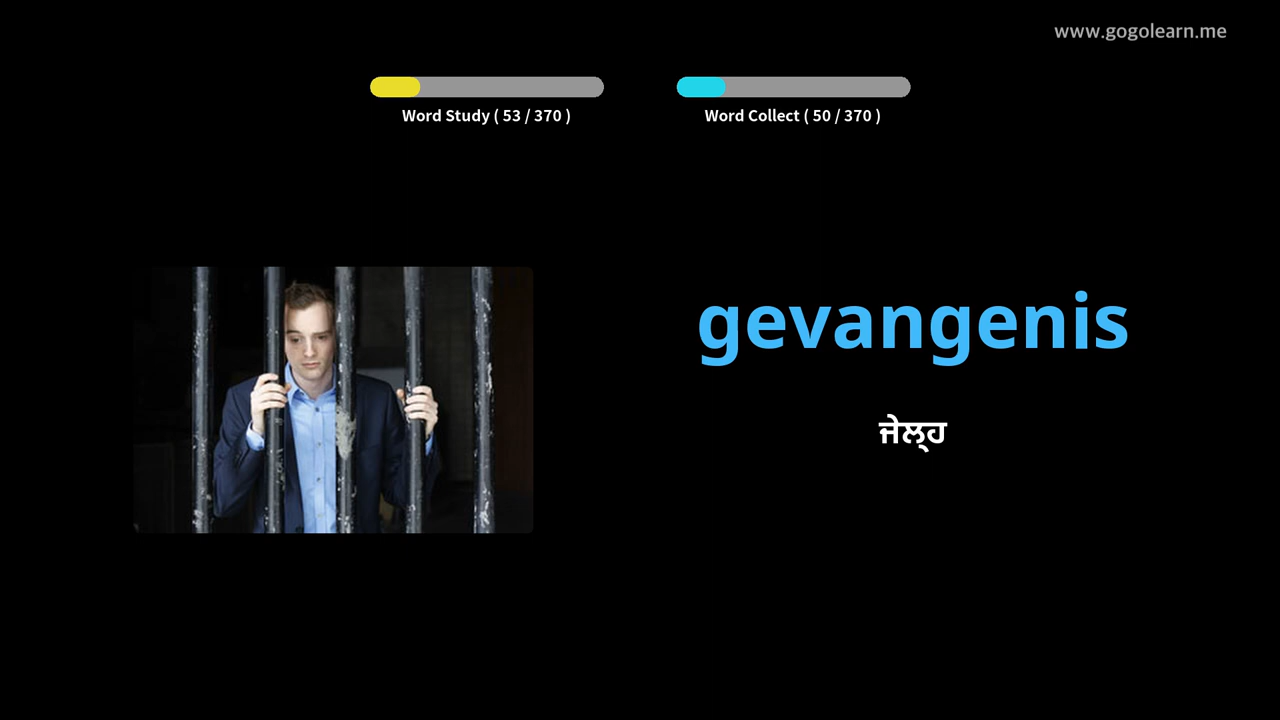 www.gogolearn.me
Word Study ( 53 / 370 )
Word Collect ( 50 / 370 )
gevangenis
ਜੇਲ੍ਹ